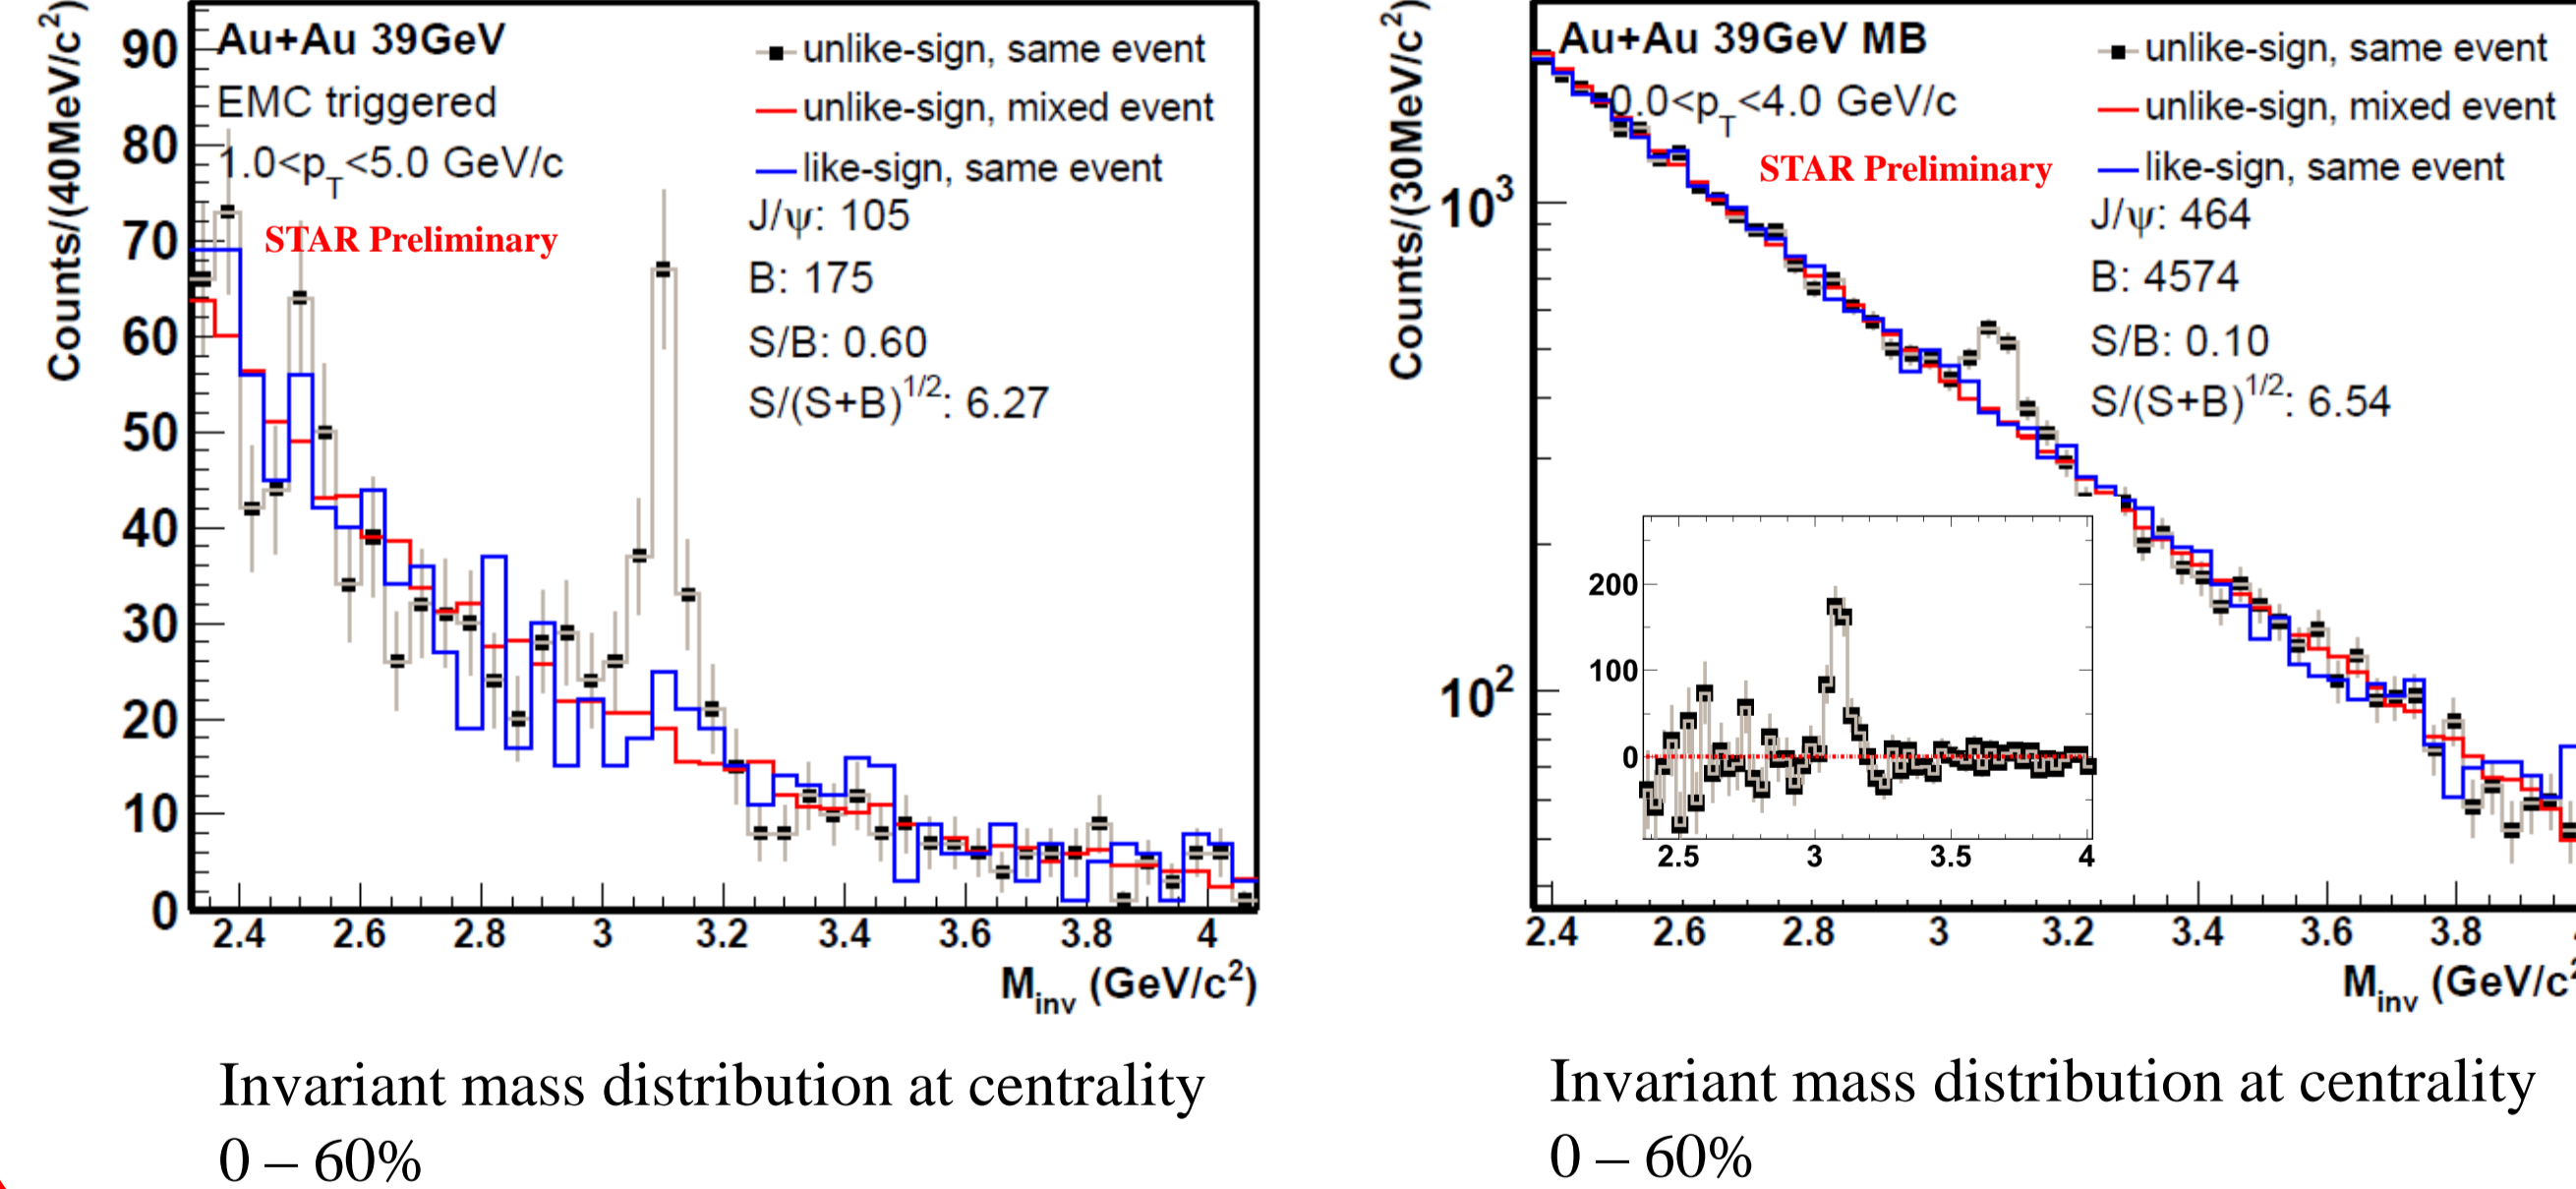 Counts/(40MeV/c²)
90
80
70
60
50
40
30
20
10
0
Au+Au 39GeV
EMC triggered
1.0<p_T<5.0 GeV/c
STAR Preliminary
unlike-sign, same event
unlike-sign, mixed event
like-sign, same event
J/ψ: 105
B: 175
S/B: 0.60
S/(S+B)^1/2: 6.27
2.4 2.6 2.8 3 3.2 3.4 3.6 3.8 4
M_inv (GeV/c²)
Invariant mass distribution at centrality
0 – 60%
Counts/(30MeV/c²)
10³
10²
Au+Au 39GeV MB
0.0<p_T<4.0 GeV/c
STAR Preliminary
unlike-sign, same event
unlike-sign, mixed event
like-sign, same event
J/ψ: 464
B: 4574
S/B: 0.10
S/(S+B)^1/2: 6.54
200
100
0
2.5 3 3.5 4
2.4 2.6 2.8 3 3.2 3.4 3.6 3.8
M_inv (GeV/c²
Invariant mass distribution at centrality
0 – 60%